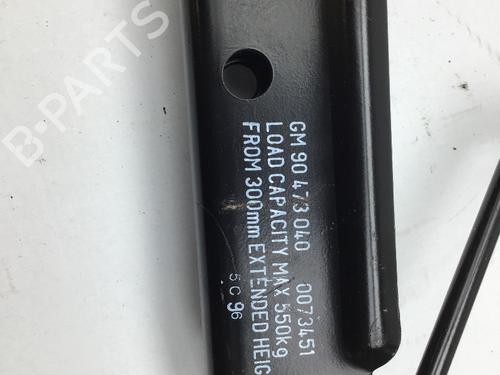 B-PARTS
GM 90 473 040 0073451
LOAD CAPACITY MAX 550kg
FROM 300mm EXTENDED HEIG
5 C 96